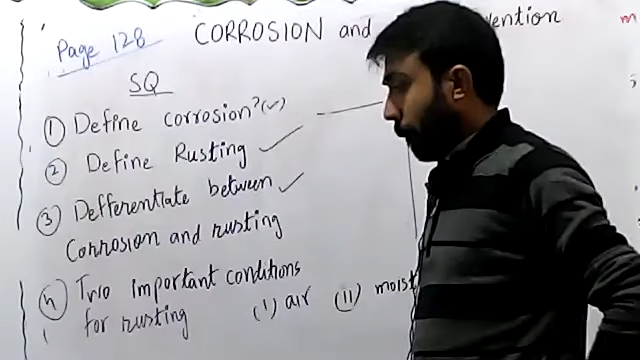 Page 128 CORROSION and vention
SQ
① Define corrosion? (✓)
② Define Rusting ✓
③ Defferentiate between ✓
Corrosion and rusting
④ Two important conditions
for rusting (i) air (ii) moist